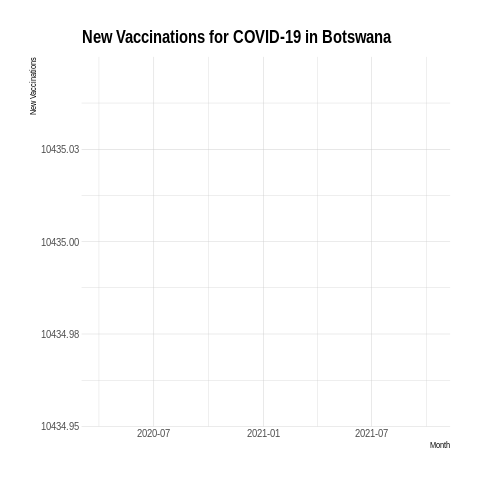 New Vaccinations for COVID-19 in Botswana
New Vaccinations
10435.03
10435.00
10434.98
10434.95
2020-07 2021-01 2021-07
Month